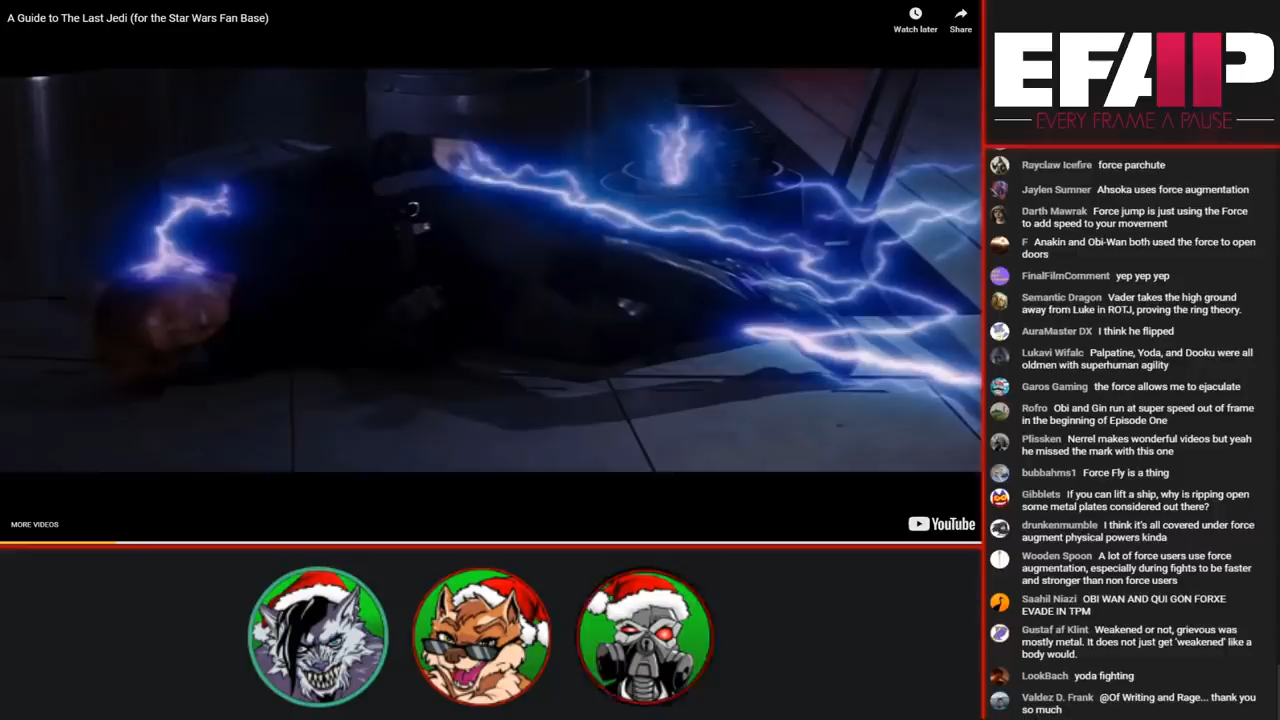 A Guide to The Last Jedi (for the Star Wars Fan Base)
Watch later
Share
MORE VIDEOS
YouTube
EFAP
EVERY FRAME A PAUSE
Rayclaw Icefire force parchute
Jaylen Sumner Ahsoka uses force augmentation
Darth Mawrak Force jump is just using the Force
to add speed to your movement
F Anakin and Obi-Wan both used the force to open
doors
FinalFilmComment yep yep yep
Semantic Dragon Vader takes the high ground
away from Luke in ROTJ, proving the ring theory.
AuraMaster DX I think he flipped
Lukavi Wifalc Palpatine, Yoda, and Dooku were all
oldmen with superhuman agility
Garos Gaming the force allows me to ejaculate
Rofro Obi and Gin run at super speed out of frame
in the beginning of Episode One
Plissken Nerrel makes wonderful videos but yeah
he missed the mark with this one
bubbahms1 Force Fly is a thing
Gibblets If you can lift a ship, why is ripping open
some metal plates considered out there?
drunkenmumble I think it's all covered under force
augment physical powers kinda
Wooden Spoon A lot of force users use force
augmentation, especially during fights to be faster
and stronger than non force users
Saahil Niazi OBI WAN AND QUI GON FORXE
EVADE IN TPM
Gustaf af Klint Weakened or not, grievous was
mostly metal. It does not just get 'weakened' like a
body would.
LookBach yoda fighting
Valdez D. Frank @Of Writing and Rage... thank you
so much